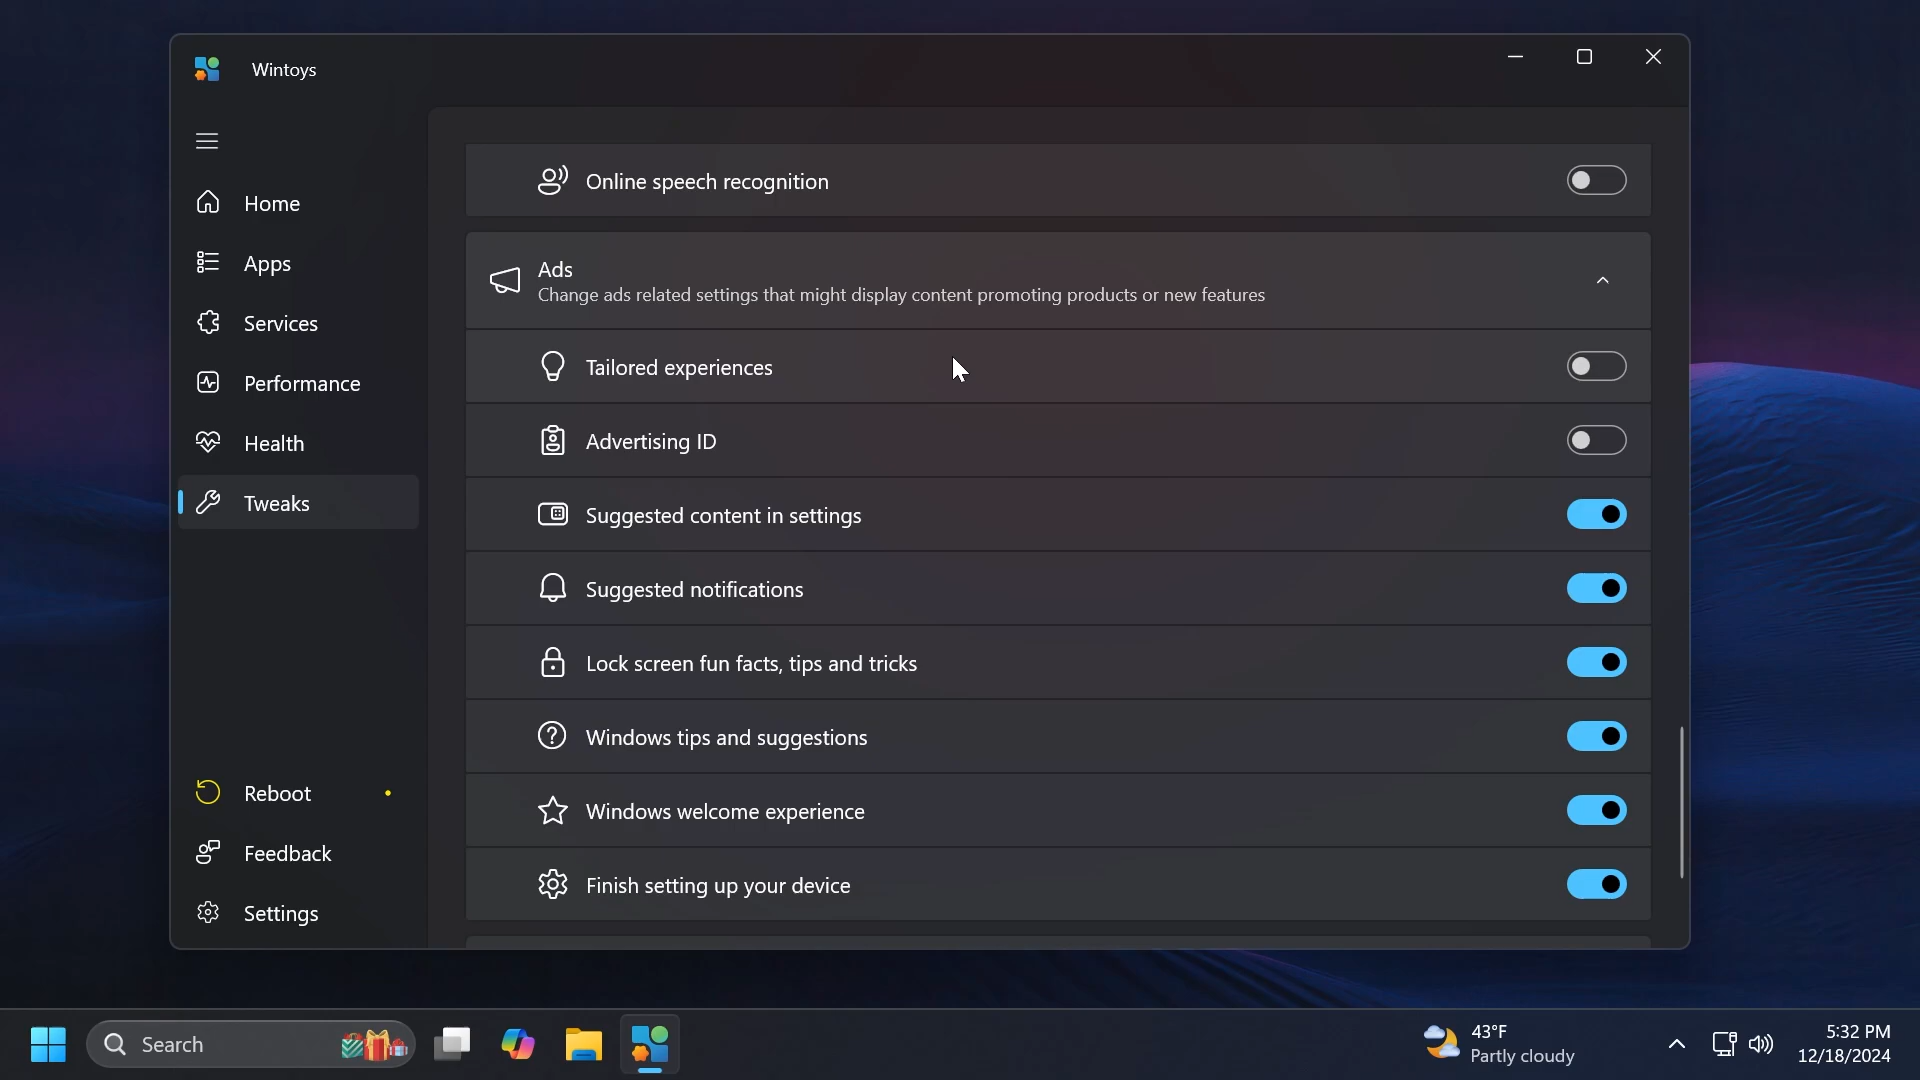 Wintoys
Home
Apps
Services
Performance
Health
Tweaks
Reboot
Feedback
Settings
Online speech recognition
Ads
Change ads related settings that might display content promoting products or new features
Tailored experiences
Advertising ID
Suggested content in settings
Suggested notifications
Lock screen fun facts, tips and tricks
Windows tips and suggestions
Windows welcome experience
Finish setting up your device
Search
43°F
Partly cloudy
5:32 PM
12/18/2024